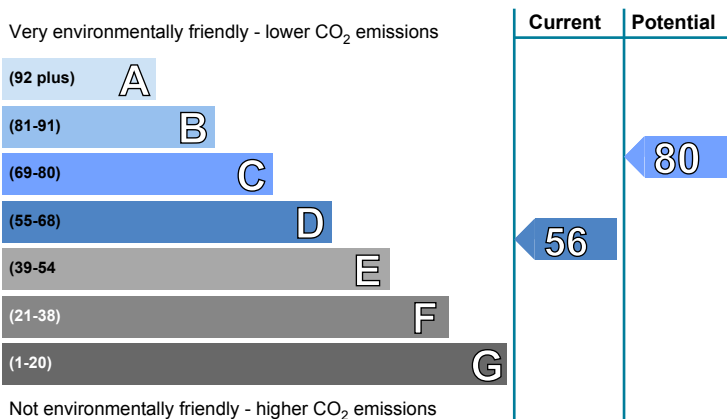 Very environmentally friendly - lower CO2 emissions
Current
Potential
(92 plus) A
(81-91) B
(69-80) C
80
(55-68) D
56
(39-54 E
(21-38) F
(1-20) G
Not environmentally friendly - higher CO2 emissions